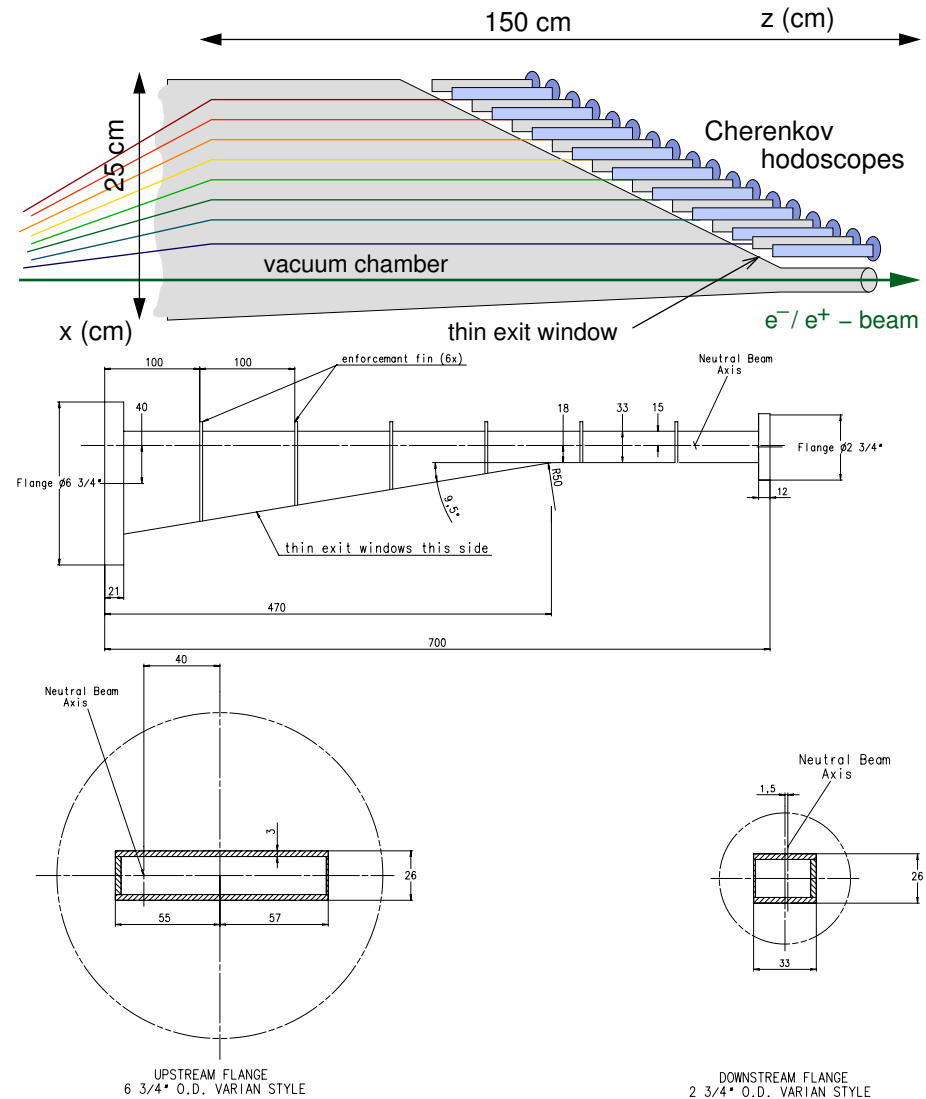 150 cm
z (cm)
25 cm
Cherenkov
hodoscopes
vacuum chamber
x (cm)
thin exit window
e⁻/ e⁺ − beam
enforcemant fin (6x)
Neutral Beam
Axis
100
100
40
18
33
15
Flange Ø6 3/4"
Flange Ø2 3/4"
R50
9,5°
12
thin exit windows this side
21
470
700
40
Neutral Beam
Axis
3
26
55
57
UPSTREAM FLANGE
6 3/4" O.D. VARIAN STYLE
Neutral Beam
Axis
1,5
26
33
DOWNSTREAM FLANGE
2 3/4" O.D. VARIAN STYLE